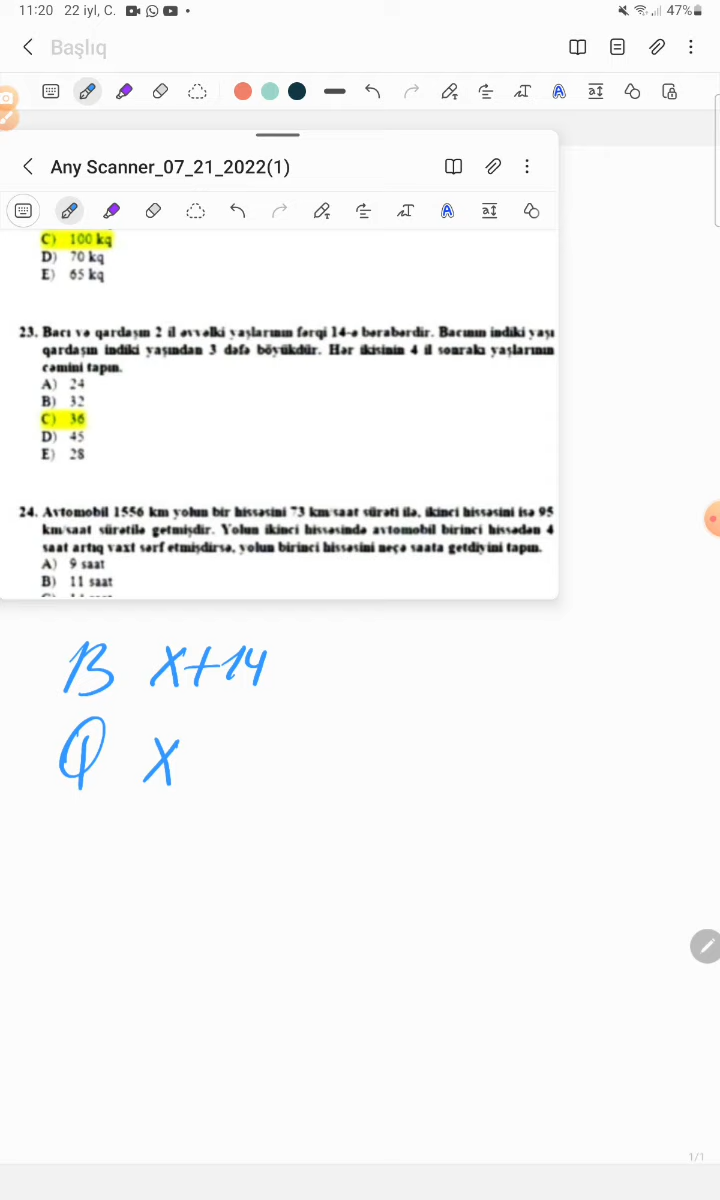 11:20 22 iyl, C. 47%
Başlıq
Any Scanner_07_21_2022(1)
C) 100 kq
D) 70 kq
E) 65 kq
23. Bacı və qardaşın 2 il əvvəlki yaşlarının fərqi 14-ə bərabərdir. Bacının indiki yaşı
qardaşın indiki yaşından 3 dəfə böyükdür. Hər ikisinin 4 il sonrakı yaşlarının
cəmini tapın.
A) 24
B) 32
C) 36
D) 45
E) 28
24. Avtomobil 1556 km yolun bir hissəsini 73 km/saat sürəti ilə, ikinci hissəsini isə 95
km/saat sürətilə getmişdir. Yolun ikinci hissəsində avtomobil birinci hissədən 4
saat artıq vaxt sərf etmişdirsə, yolun birinci hissəsini neçə saata getdiyini tapın.
A) 9 saat
B) 11 saat
B x+14
Q x
1/1